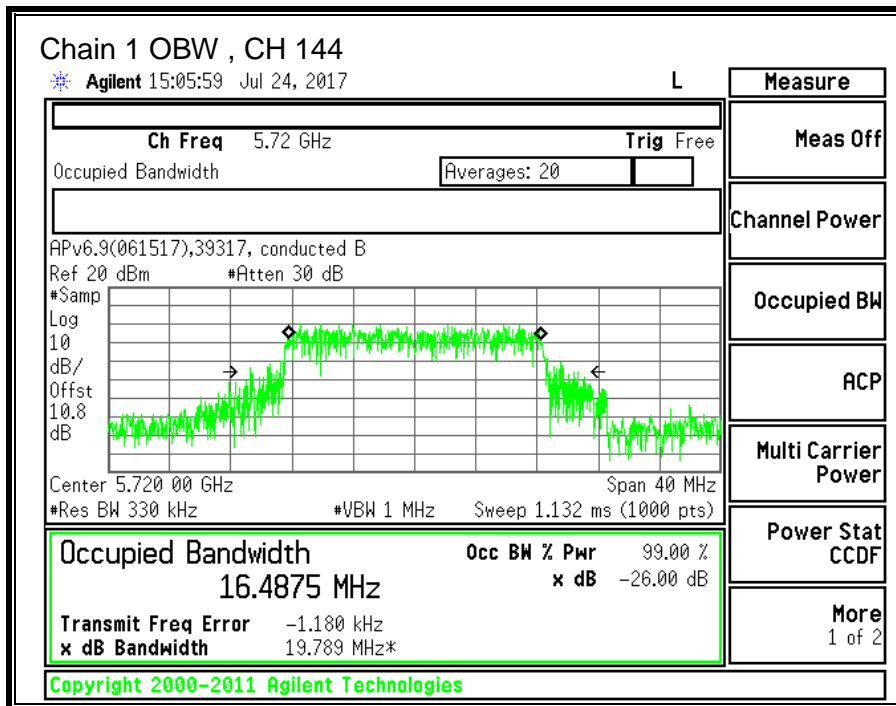 Chain 1 OBW , CH 144
Agilent 15:05:59 Jul 24, 2017 L
Measure
Ch Freq 5.72 GHz Trig Free
Occupied Bandwidth Averages: 20
APv6.9(061517),39317, conducted B
Ref 20 dBm #Atten 30 dB
#Samp
Log
10
dB/
Offst
10.8
dB
Center 5.720 00 GHz Span 40 MHz
#Res BW 330 kHz #VBW 1 MHz Sweep 1.132 ms (1000 pts)
Occupied Bandwidth Occ BW % Pwr 99.00 %
16.4875 MHz x dB -26.00 dB
Transmit Freq Error -1.180 kHz
x dB Bandwidth 19.789 MHz*
Copyright 2000-2011 Agilent Technologies
Meas Off
Channel Power
Occupied BW
ACP
Multi Carrier
Power
Power Stat
CCDF
More
1 of 2